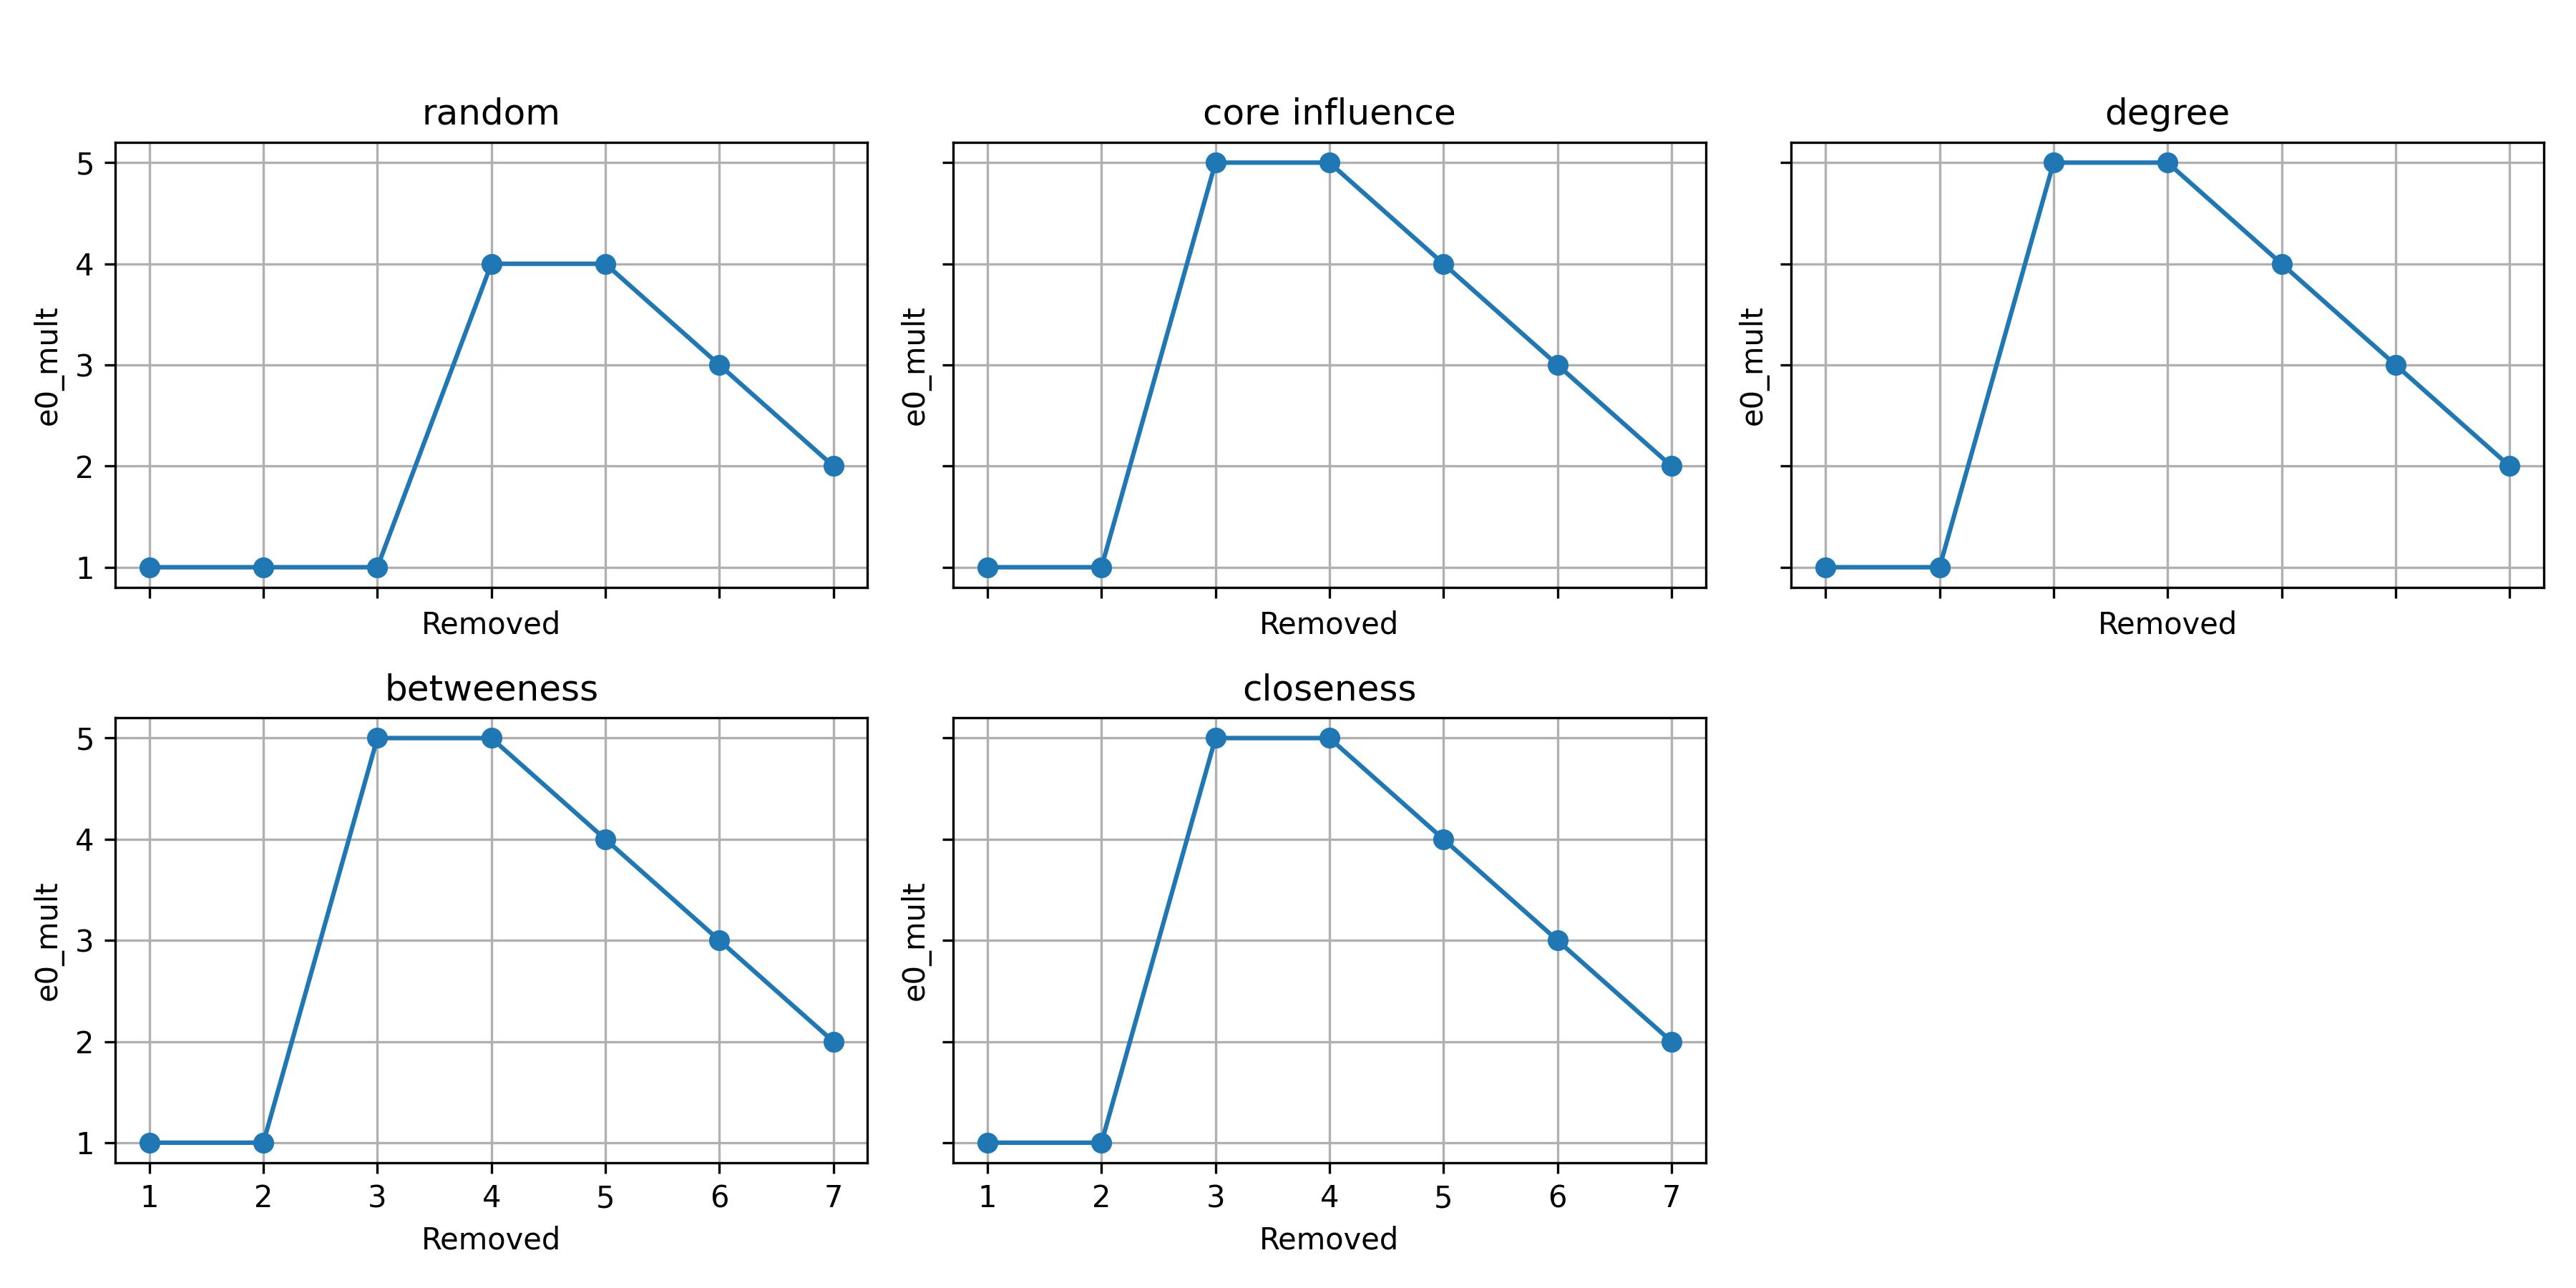 random
core influence
degree
5
4
3
2
1
e0_mult
e0_mult
e0_mult
Removed
Removed
Removed
betweeness
closeness
5
4
3
2
1
e0_mult
e0_mult
1 2 3 4 5 6 7
1 2 3 4 5 6 7
Removed
Removed